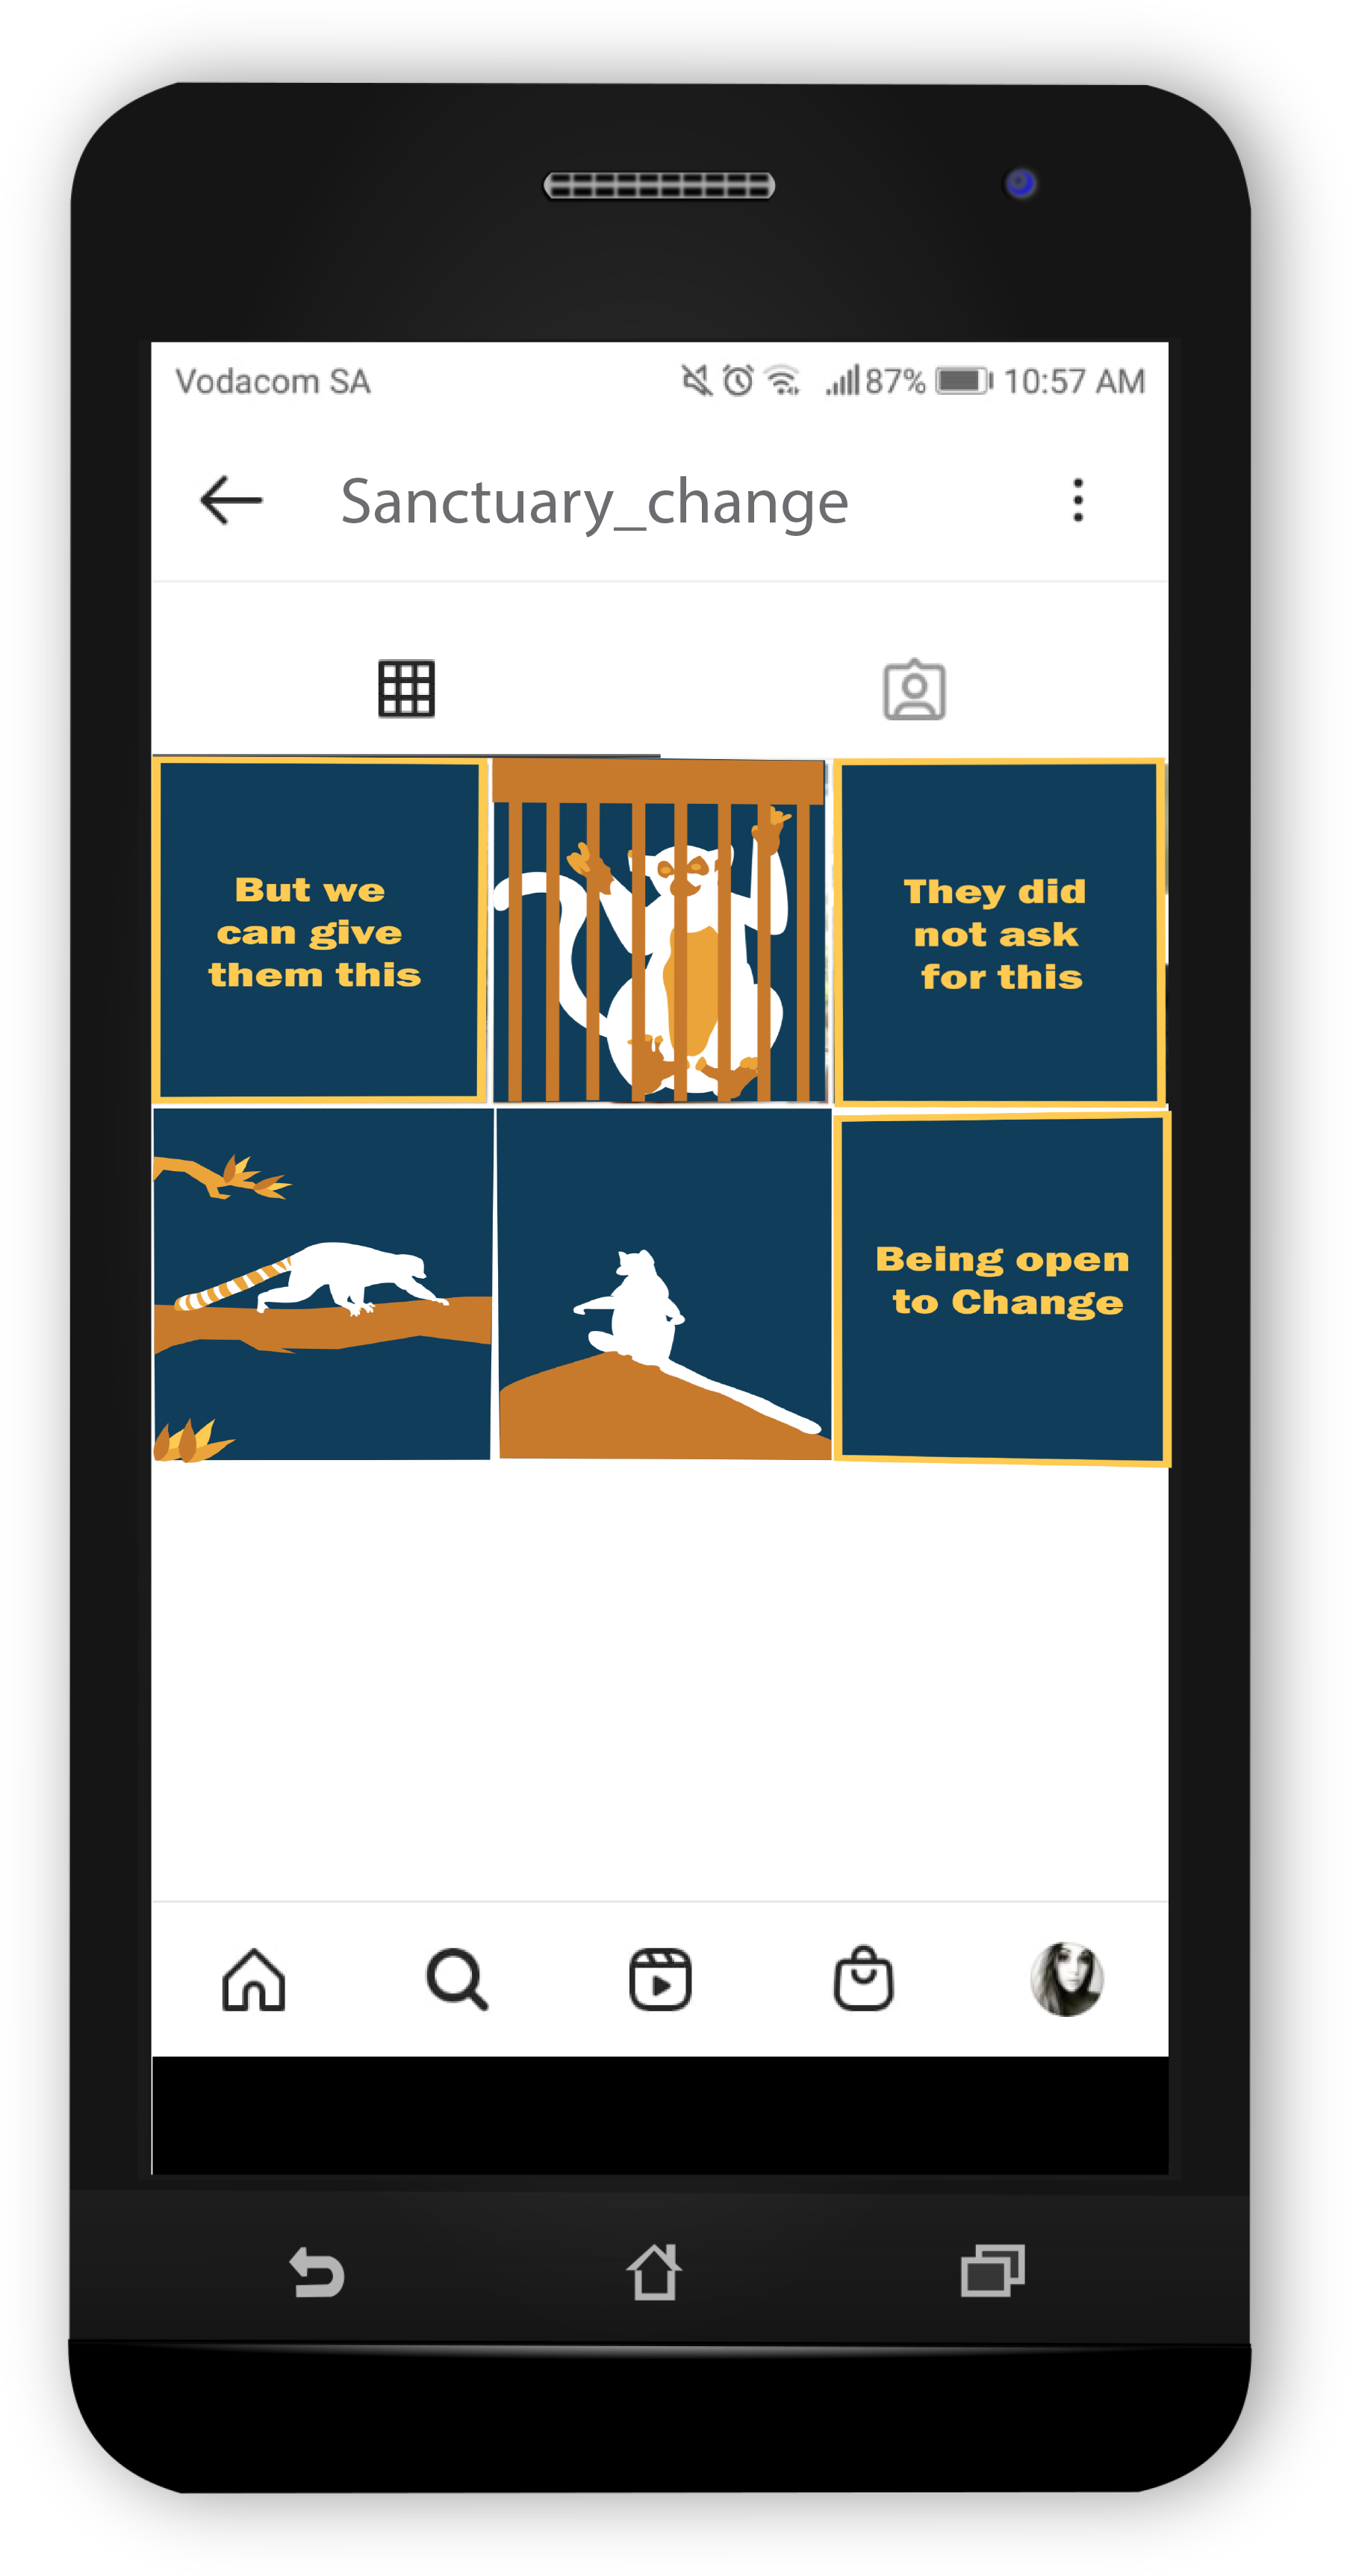 Vodacom SA 87% 10:57 AM
Sanctuary_change
But we
can give
them this
They did
not ask
for this
Being open
to Change